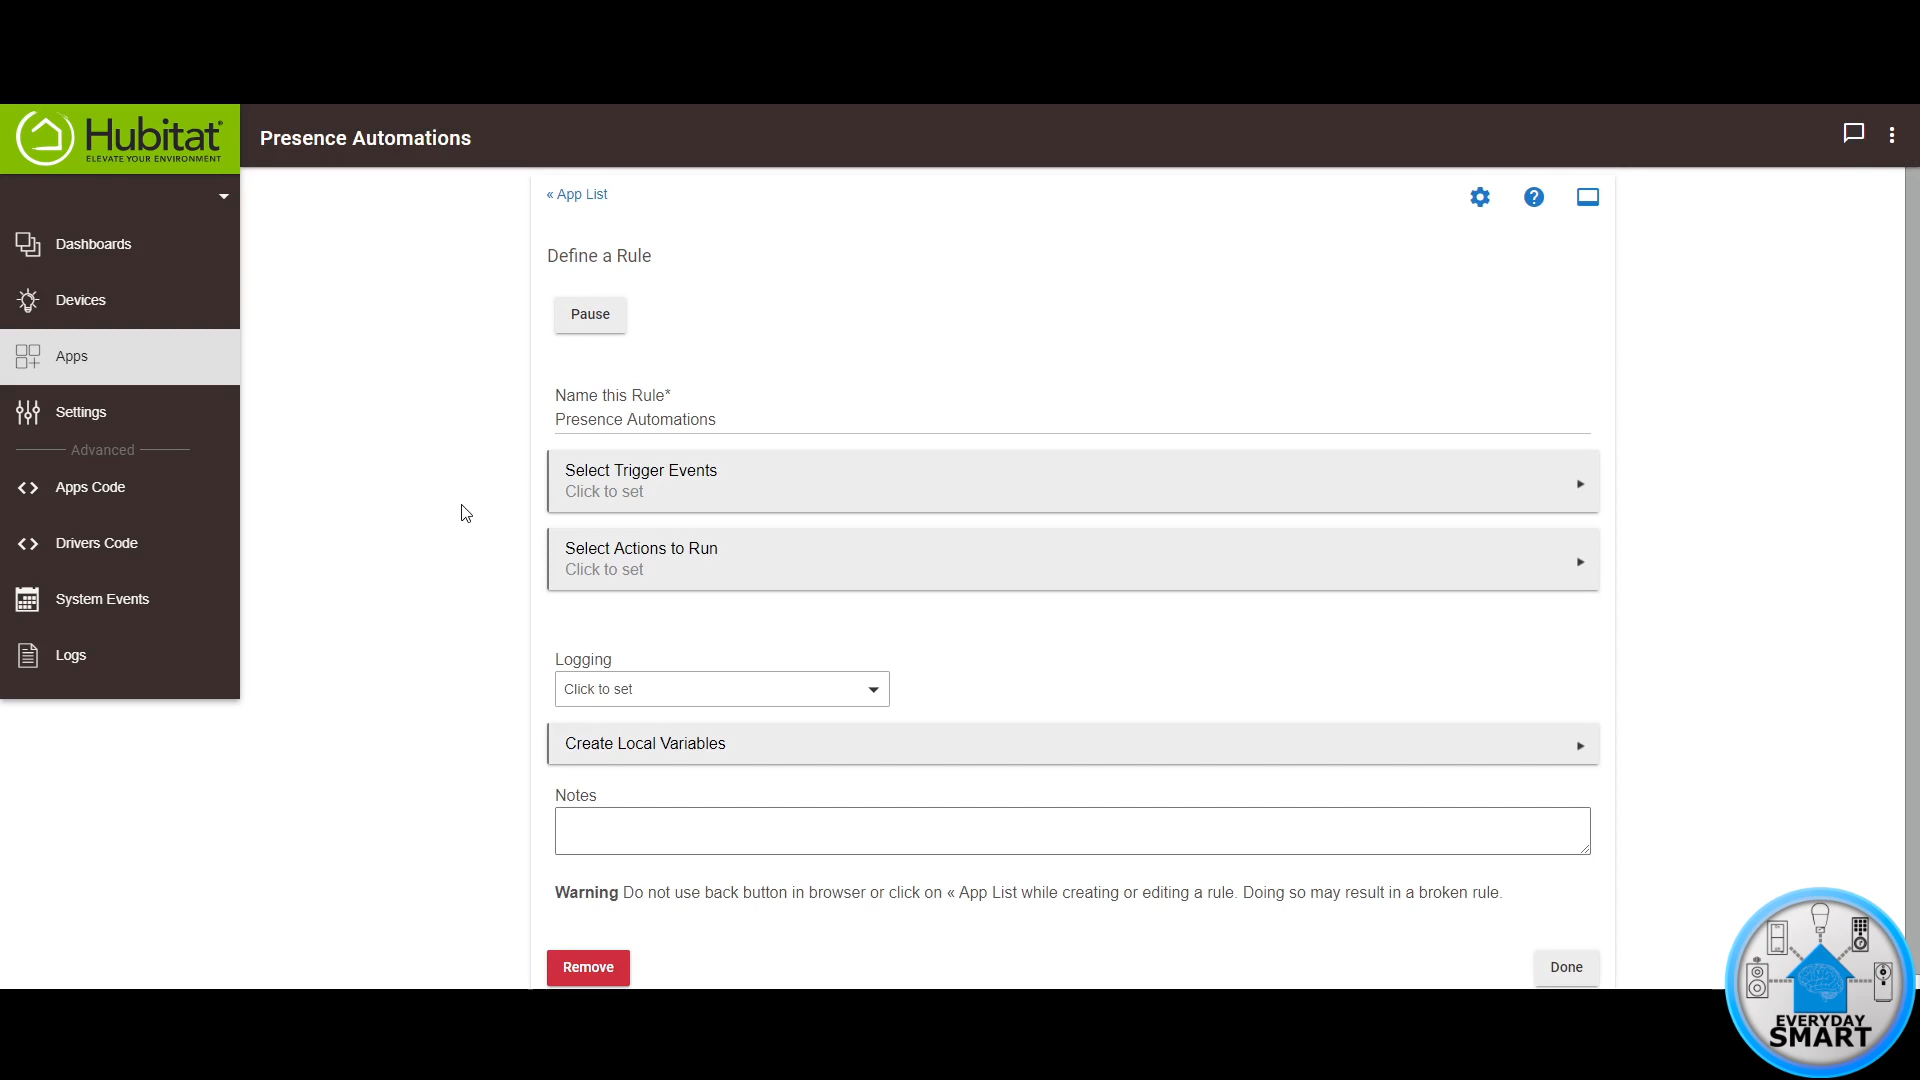 Hubitat®
ELEVATE YOUR ENVIRONMENT
Presence Automations
« App List
Dashboards
Devices
Apps
Settings
Advanced
Apps Code
Drivers Code
System Events
Logs
Define a Rule
Pause
Name this Rule*
Presence Automations
Select Trigger Events
Click to set
Select Actions to Run
Click to set
Logging
Click to set
Create Local Variables
Notes
Warning Do not use back button in browser or click on « App List while creating or editing a rule. Doing so may result in a broken rule.
Remove
Done
EVERYDAY
SMART